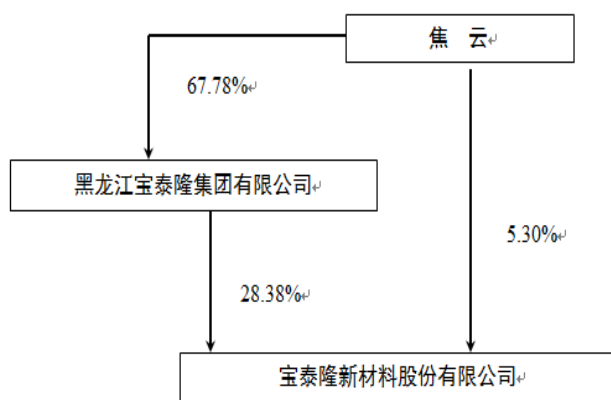 焦 云
67.78%
黑龙江宝泰隆集团有限公司
5.30%
28.38%
宝泰隆新材料股份有限公司